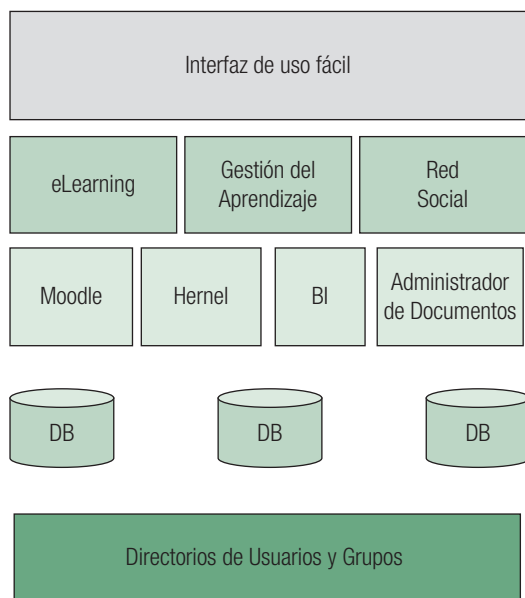 Interfaz de uso fácil
eLearning
Gestión del
Aprendizaje
Red
Social
Moodle
Hernel
BI
Administrador
de Documentos
DB
DB
DB
Directorios de Usuarios y Grupos